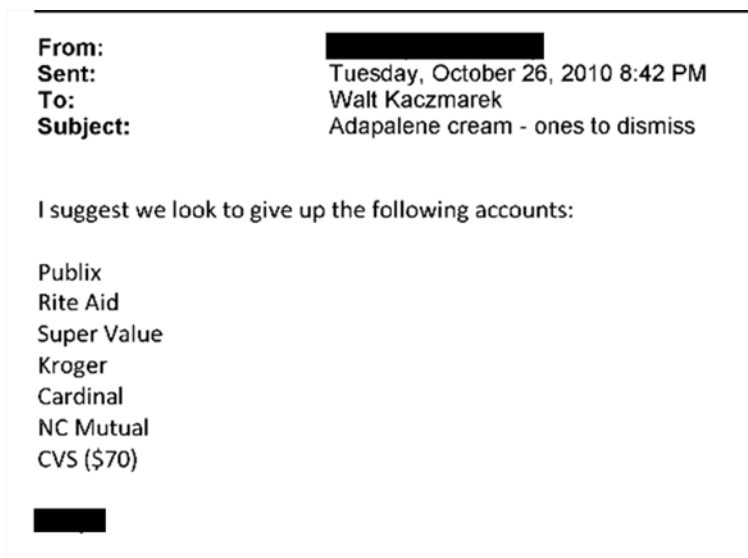 From:
Sent: Tuesday, October 26, 2010 8:42 PM
To: Walt Kaczmarek
Subject: Adapalene cream - ones to dismiss
I suggest we look to give up the following accounts:
Publix
Rite Aid
Super Value
Kroger
Cardinal
NC Mutual
CVS ($70)